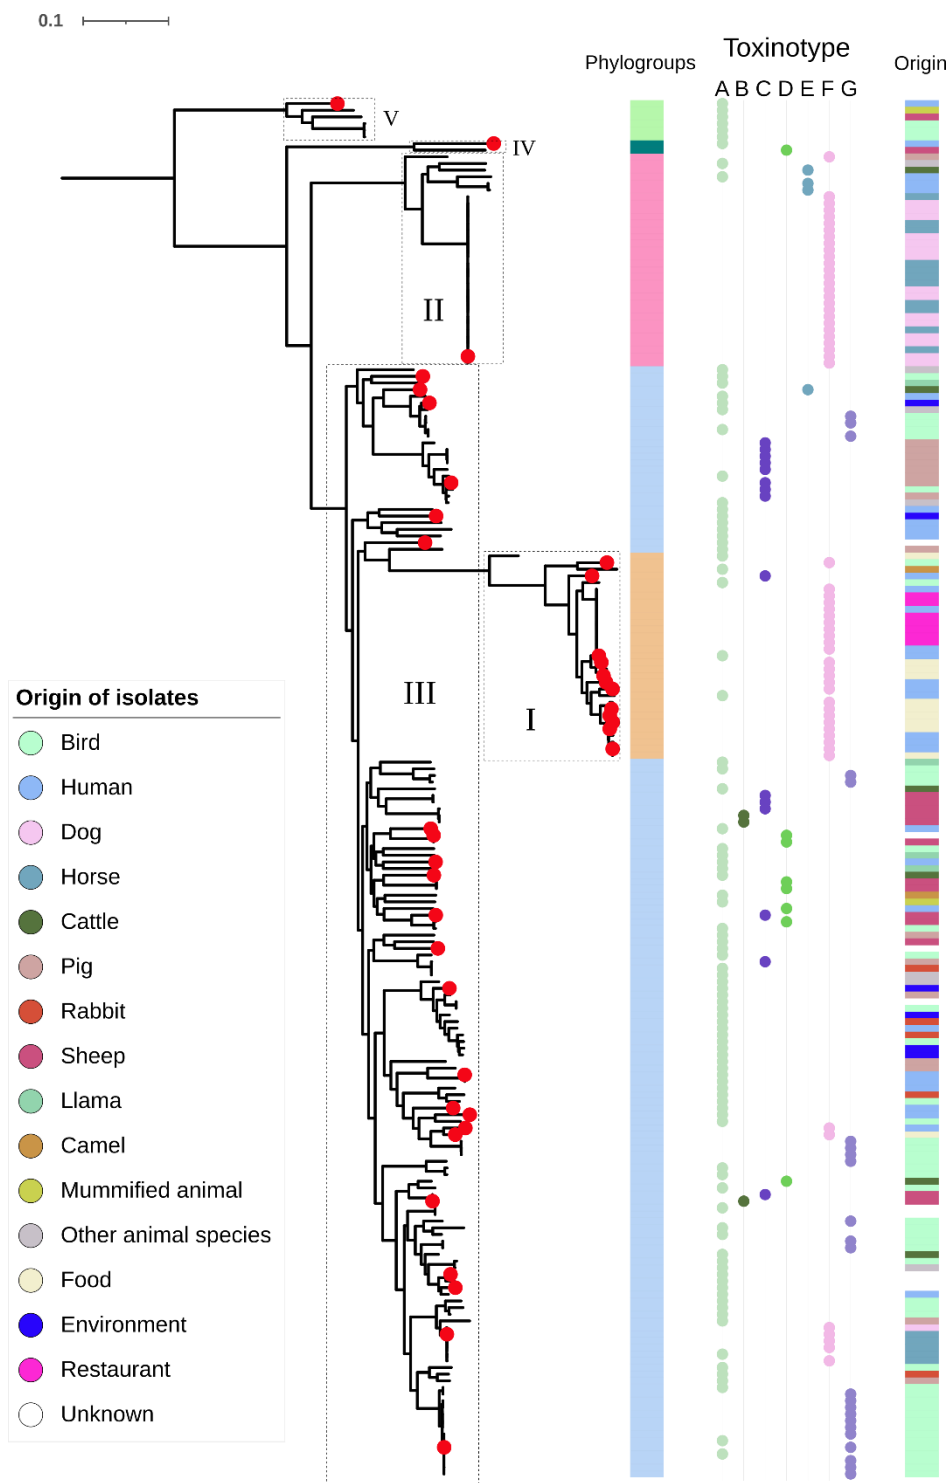 0.1
Toxinotype
Phylogroups
Origin
A B C D E F G
V
IV
II
III
I
Origin of isolates
Bird
Human
Dog
Horse
Cattle
Pig
Rabbit
Sheep
Llama
Camel
Mummified animal
Other animal species
Food
Environment
Restaurant
Unknown